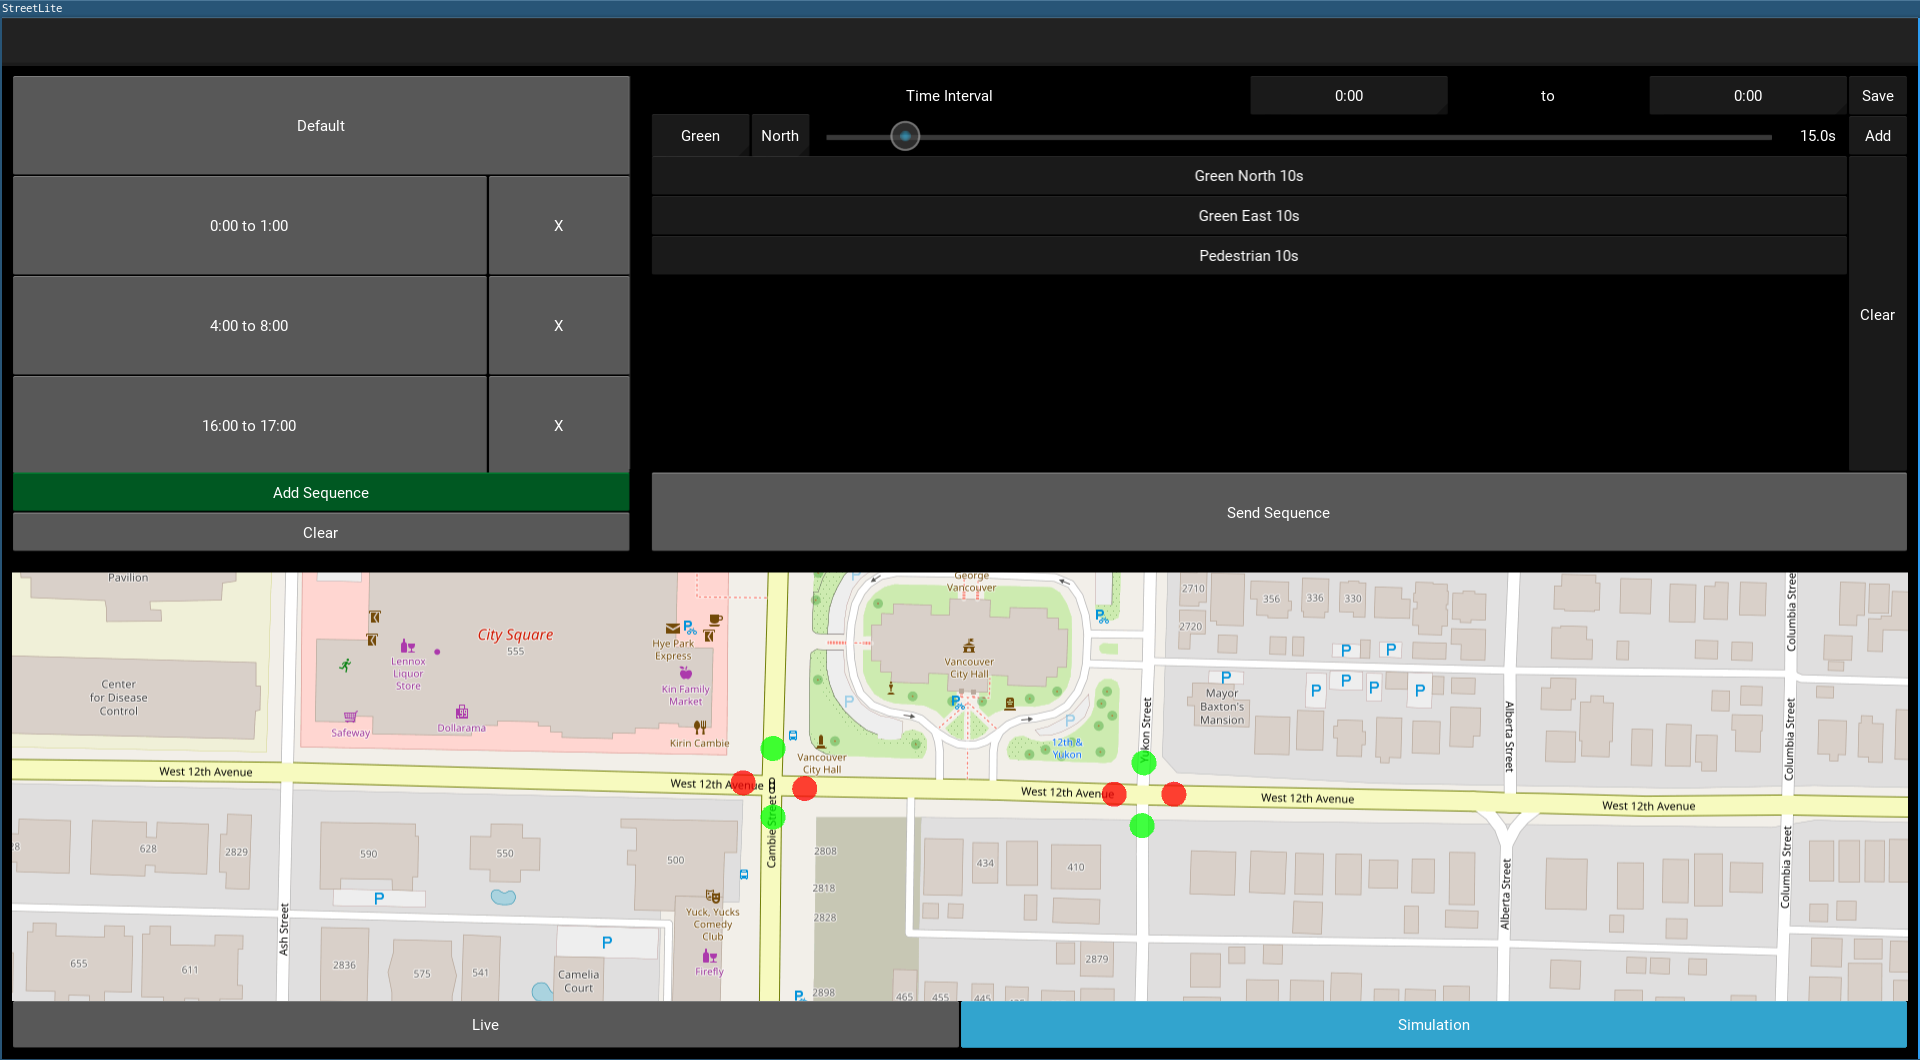 StreetLite
Default
0:00 to 1:00
X
4:00 to 8:00
X
16:00 to 17:00
X
Add Sequence
Clear
Time Interval
0:00
to
0:00
Save
Green
North
15.0s
Add
Green North 10s
Green East 10s
Pedestrian 10s
Clear
Send Sequence
Pavilion
Center
for Disease
Control
City Square
555
Lennox
Liquor
Store
Safeway
Dollarama
Hye Park
Express
Kin Family
Market
Kirin Cambie
George
Vancouver
Vancouver
City Hall
Vancouver
City Hall
12th &
Yukon
2710
2720
356
336
330
P
P
P
P
P
P
P
P
P
P
Mayor
Baxton's
Mansion
Yukon Street
Alberta Street
Columbia Street
Columbia Street
West 12th Avenue
West 12th Avenue
West 12th Avenue
West 12th Avenue
West 12th Avenue
Cambie Street
628
2829
590
550
500
P
Ash Street
655
611
2836
575
541
P
Camelia
Court
Yuck, Yucks
Comedy
Club
Firefly
2808
2818
2828
2898
434
410
2879
465
455
445
Alberta Street
Columbia Street
Live
Simulation